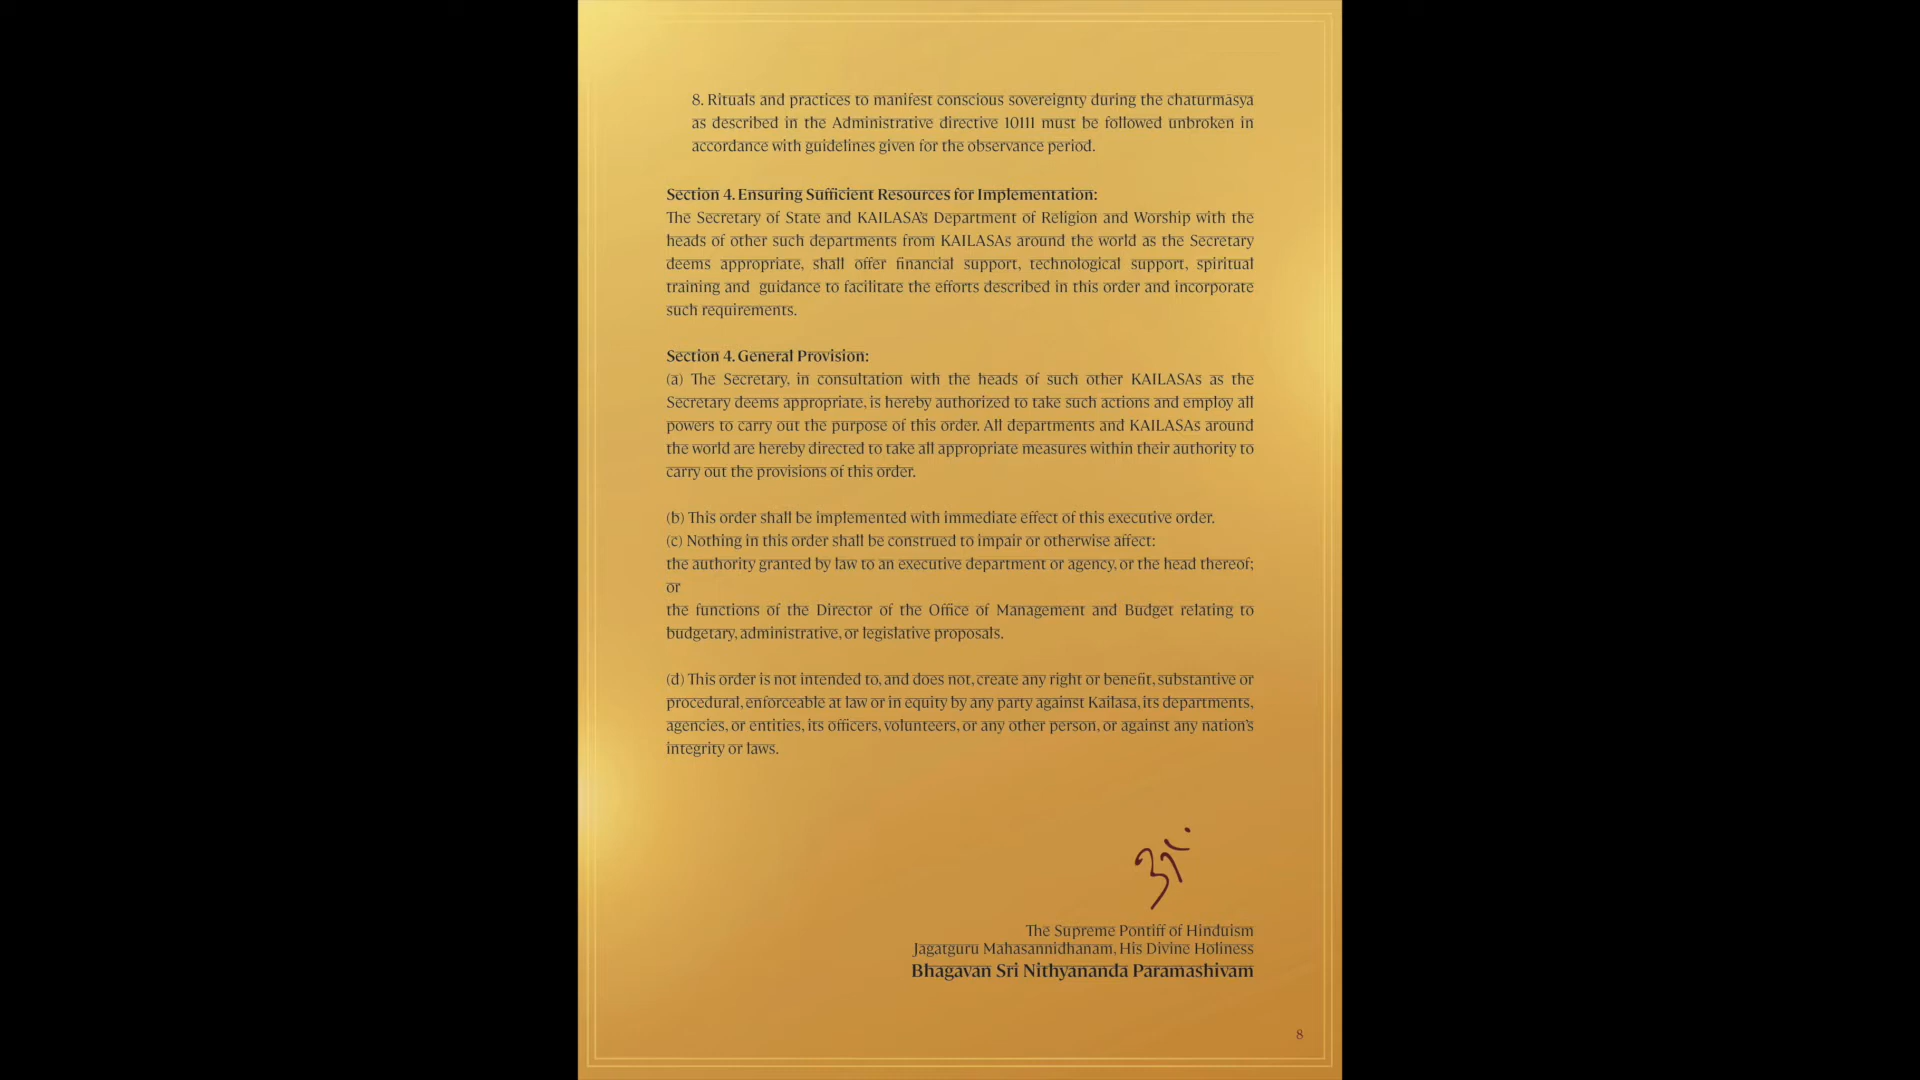 8. Rituals and practices to manifest conscious sovereignty during the chaturmāsya
as described in the Administrative directive 10111 must be followed unbroken in
accordance with guidelines given for the observance period.
Section 4. Ensuring Sufficient Resources for Implementation:
The Secretary of State and KAILASA's Department of Religion and Worship with the
heads of other such departments from KAILASAs around the world as the Secretary
deems appropriate, shall offer financial support, technological support, spiritual
training and guidance to facilitate the efforts described in this order and incorporate
such requirements.
Section 4. General Provision:
(a) The Secretary, in consultation with the heads of such other KAILASAs as the
Secretary deems appropriate, is hereby authorized to take such actions and employ all
powers to carry out the purpose of this order. All departments and KAILASAs around
the world are hereby directed to take all appropriate measures within their authority to
carry out the provisions of this order.
(b) This order shall be implemented with immediate effect of this executive order.
(c) Nothing in this order shall be construed to impair or otherwise affect:
the authority granted by law to an executive department or agency, or the head thereof;
or
the functions of the Director of the Office of Management and Budget relating to
budgetary, administrative, or legislative proposals.
(d) This order is not intended to, and does not, create any right or benefit, substantive or
procedural, enforceable at law or in equity by any party against Kailasa, its departments,
agencies, or entities, its officers, volunteers, or any other person, or against any nation's
integrity or laws.
The Supreme Pontiff of Hinduism
Jagatguru Mahasannidhanam, His Divine Holiness
Bhagavan Sri Nithyananda Paramashivam
8